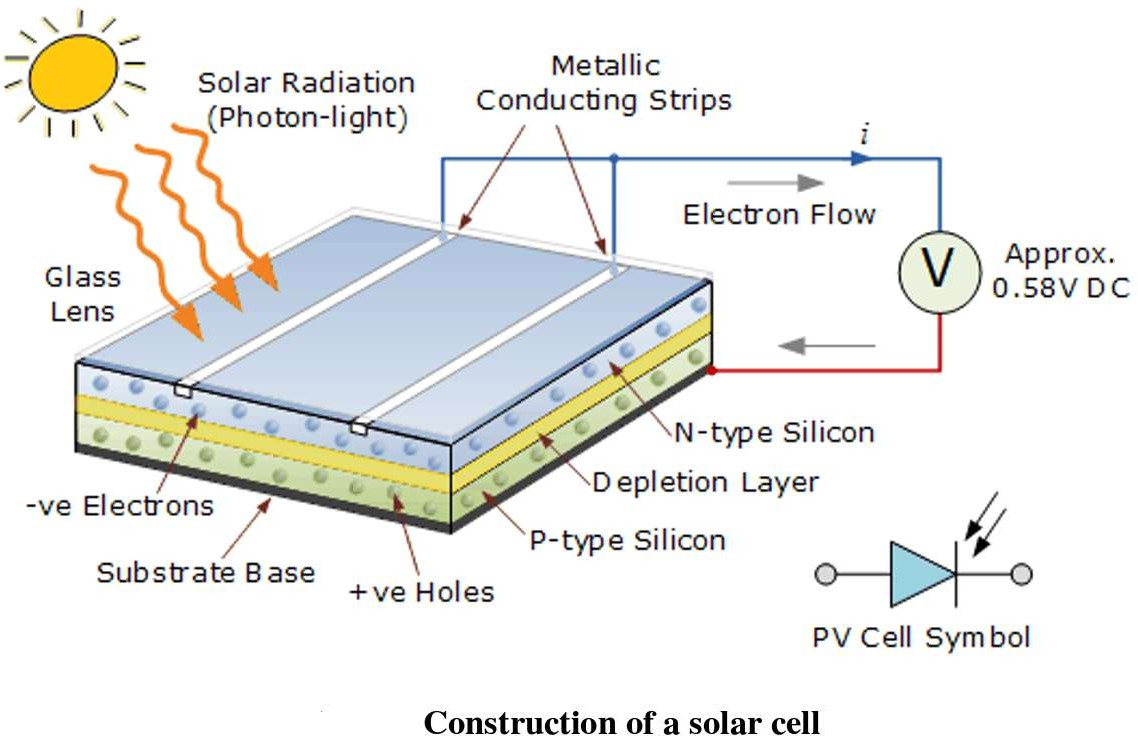 Solar Radiation
(Photon-light)
Metallic
Conducting Strips
i
Electron Flow
V
Approx.
0.58V DC
Glass
Lens
N-type Silicon
Depletion Layer
P-type Silicon
-ve Electrons
Substrate Base
+ve Holes
PV Cell Symbol
Construction of a solar cell